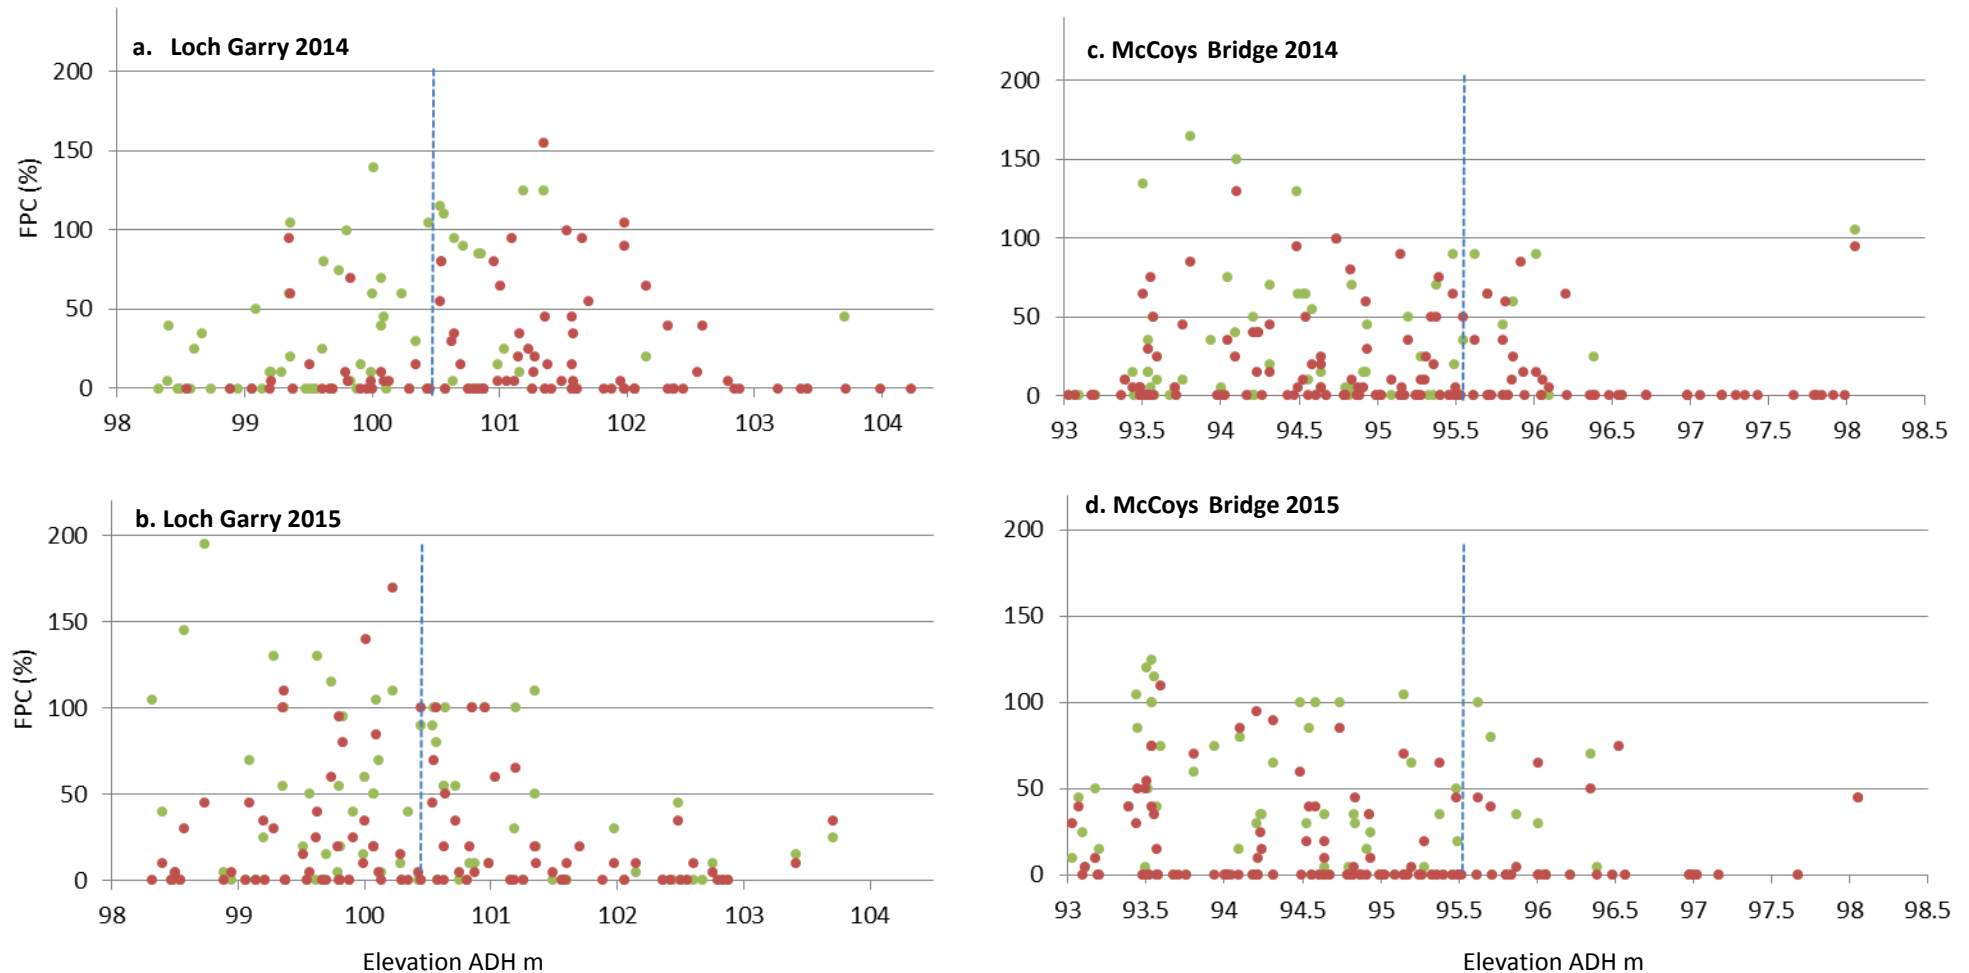 a. Loch Garry 2014
200
150
100
50
0
FPC (%)
98 99 100 101 102 103 104
c. McCoys Bridge 2014
200
150
100
50
0
93 93.5 94 94.5 95 95.5 96 96.5 97 97.5 98 98.5
b. Loch Garry 2015
200
150
100
50
0
FPC (%)
98 99 100 101 102 103 104
Elevation ADH m
d. McCoys Bridge 2015
200
150
100
50
0
93 93.5 94 94.5 95 95.5 96 96.5 97 97.5 98 98.5
Elevation ADH m